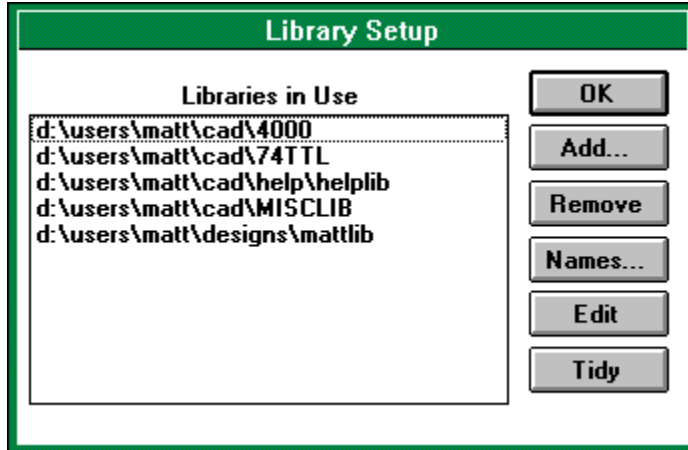 Library Setup
Libraries in Use
d:\users\matt\cad\4000
d:\users\matt\cad\74TTL
d:\users\matt\cad\help\helplib
d:\users\matt\cad\MISCLIB
d:\users\matt\designs\mattlib
OK
Add...
Remove
Names...
Edit
Tidy